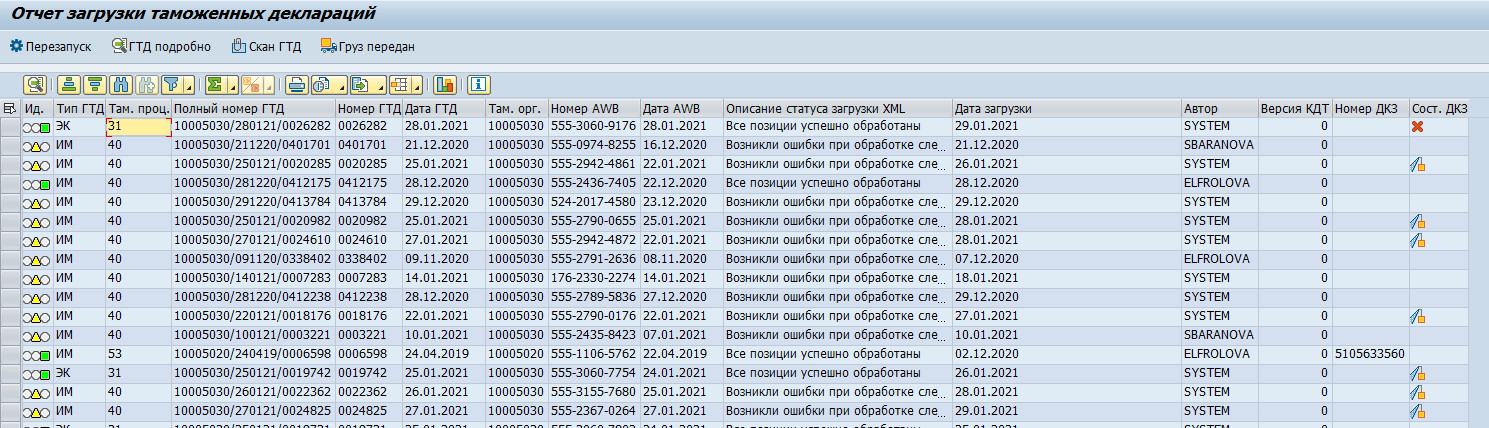 Отчет загрузки таможенных деклараций
Перезапуск ГТД подробно Скан ГТД Груз передан
Ид. Тип ГТД Там. проц. Полный номер ГТД Номер ГТД Дата ГТД Там. орг. Номер AWB Дата AWB Описание статуса загрузки XML Дата загрузки Автор Версия КДТ Номер ДКЗ Сост. ДКЗ
ЭК 31 10005030/280121/0026282 0026282 28.01.2021 10005030 555-3060-9176 28.01.2021 Все позиции успешно обработаны 29.01.2021 SYSTEM 0
ИМ 40 10005030/211220/0401701 0401701 21.12.2020 10005030 555-0974-8255 16.12.2020 Возникли ошибки при обработке сле... 21.12.2020 SBARANOVA 0
ИМ 40 10005030/250121/0020285 0020285 25.01.2021 10005030 555-2942-4861 22.01.2021 Возникли ошибки при обработке сле... 26.01.2021 SYSTEM 0
ИМ 40 10005030/281220/0412175 0412175 28.12.2020 10005030 555-2436-7405 22.12.2020 Все позиции успешно обработаны 28.12.2020 ELFROLOVA 0
ИМ 40 10005030/291220/0413784 0413784 29.12.2020 10005030 524-2017-4580 23.12.2020 Возникли ошибки при обработке сле... 29.12.2020 SYSTEM 0
ИМ 40 10005030/250121/0020982 0020982 25.01.2021 10005030 555-2790-0655 25.01.2021 Возникли ошибки при обработке сле... 28.01.2021 SYSTEM 0
ИМ 40 10005030/270121/0024610 0024610 27.01.2021 10005030 555-2942-4872 22.01.2021 Возникли ошибки при обработке сле... 28.01.2021 SYSTEM 0
ИМ 40 10005030/091120/0338402 0338402 09.11.2020 10005030 555-2791-2636 08.11.2020 Возникли ошибки при обработке сле... 07.12.2020 ELFROLOVA 0
ИМ 40 10005030/140121/0007283 0007283 14.01.2021 10005030 176-2330-2274 14.01.2021 Возникли ошибки при обработке сле... 18.01.2021 SYSTEM 0
ИМ 40 10005030/281220/0412238 0412238 28.12.2020 10005030 555-2789-5836 27.12.2020 Возникли ошибки при обработке сле... 29.12.2020 SYSTEM 0
ИМ 40 10005030/220121/0018176 0018176 22.01.2021 10005030 555-2790-0176 22.01.2021 Возникли ошибки при обработке сле... 27.01.2021 SYSTEM 0
ИМ 40 10005030/100121/0003221 0003221 10.01.2021 10005030 555-2435-8423 07.01.2021 Возникли ошибки при обработке сле... 10.01.2021 SBARANOVA 0
ИМ 53 10005020/240419/0006598 0006598 24.04.2019 10005020 555-1106-5762 22.04.2019 Все позиции успешно обработаны 02.12.2020 ELFROLOVA 0 5105633560
ЭК 31 10005030/250121/0019742 0019742 25.01.2021 10005030 555-3060-7754 24.01.2021 Все позиции успешно обработаны 26.01.2021 SYSTEM 0
ИМ 40 10005030/260121/0022362 0022362 26.01.2021 10005030 555-3155-7680 25.01.2021 Возникли ошибки при обработке сле... 28.01.2021 SYSTEM 0
ИМ 40 10005030/270121/0024825 0024825 27.01.2021 10005030 555-2367-0264 27.01.2021 Возникли ошибки при обработке сле... 29.01.2021 SYSTEM 0